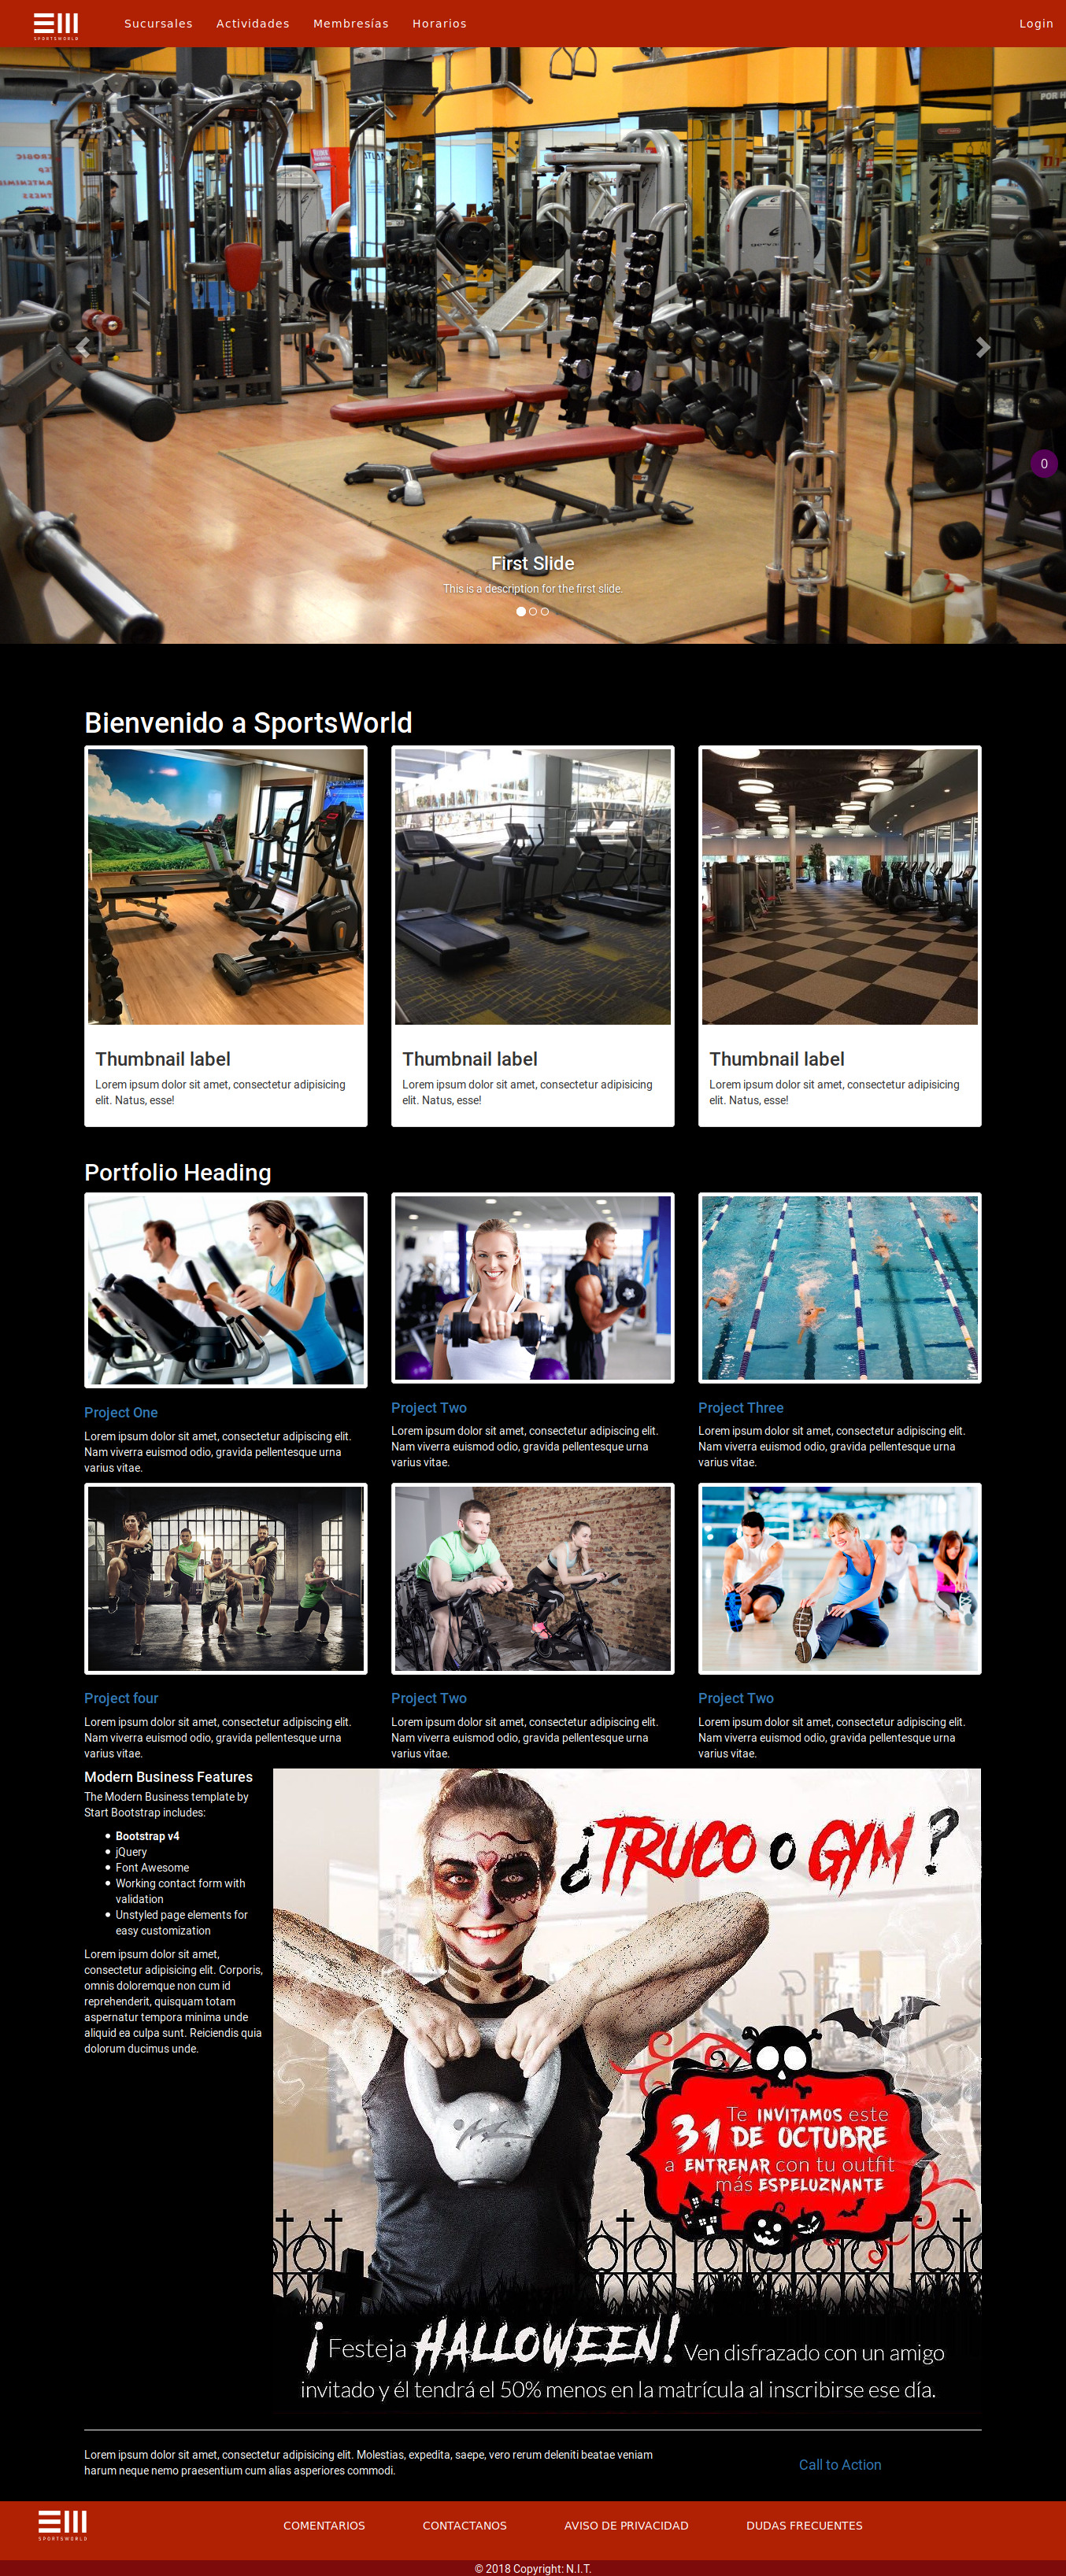 SPORTSWORLD
Sucursales Actividades Membresías Horarios Login
POR H
0
First Slide
This is a description for the first slide.
Bienvenido a SportsWorld
Thumbnail label
Lorem ipsum dolor sit amet, consectetur adipisicing
elit. Natus, esse!
Thumbnail label
Lorem ipsum dolor sit amet, consectetur adipisicing
elit. Natus, esse!
Thumbnail label
Lorem ipsum dolor sit amet, consectetur adipisicing
elit. Natus, esse!
Portfolio Heading
Project One
Lorem ipsum dolor sit amet, consectetur adipiscing elit.
Nam viverra euismod odio, gravida pellentesque urna
varius vitae.
Project Two
Lorem ipsum dolor sit amet, consectetur adipiscing elit.
Nam viverra euismod odio, gravida pellentesque urna
varius vitae.
Project Three
Lorem ipsum dolor sit amet, consectetur adipiscing elit.
Nam viverra euismod odio, gravida pellentesque urna
varius vitae.
Project four
Lorem ipsum dolor sit amet, consectetur adipiscing elit.
Nam viverra euismod odio, gravida pellentesque urna
varius vitae.
Project Two
Lorem ipsum dolor sit amet, consectetur adipiscing elit.
Nam viverra euismod odio, gravida pellentesque urna
varius vitae.
Project Two
Lorem ipsum dolor sit amet, consectetur adipiscing elit.
Nam viverra euismod odio, gravida pellentesque urna
varius vitae.
Modern Business Features
The Modern Business template by
Start Bootstrap includes:
Bootstrap v4
jQuery
Font Awesome
Working contact form with
validation
Unstyled page elements for
easy customization
Lorem ipsum dolor sit amet,
consectetur adipisicing elit. Corporis,
omnis doloremque non cum id
reprehenderit, quisquam totam
aspernatur tempora minima unde
aliquid ea culpa sunt. Reiciendis quia
dolorum ducimus unde.
¿TRUCO o GYM?
Te INVITAMOS este
31 DE OCTUBRE
a ENTRENAR con tu outfit
más ESPELUZNANTE
¡Festeja HALLOWEEN! Ven disfrazado con un amigo
invitado y él tendrá el 50% menos en la matrícula al inscribirse ese día.
Lorem ipsum dolor sit amet, consectetur adipisicing elit. Molestias, expedita, saepe, vero rerum deleniti beatae veniam
harum neque nemo praesentium cum alias asperiores commodi.
Call to Action
SPORTSWORLD
COMENTARIOS CONTACTANOS AVISO DE PRIVACIDAD DUDAS FRECUENTES
© 2018 Copyright: N.I.T.